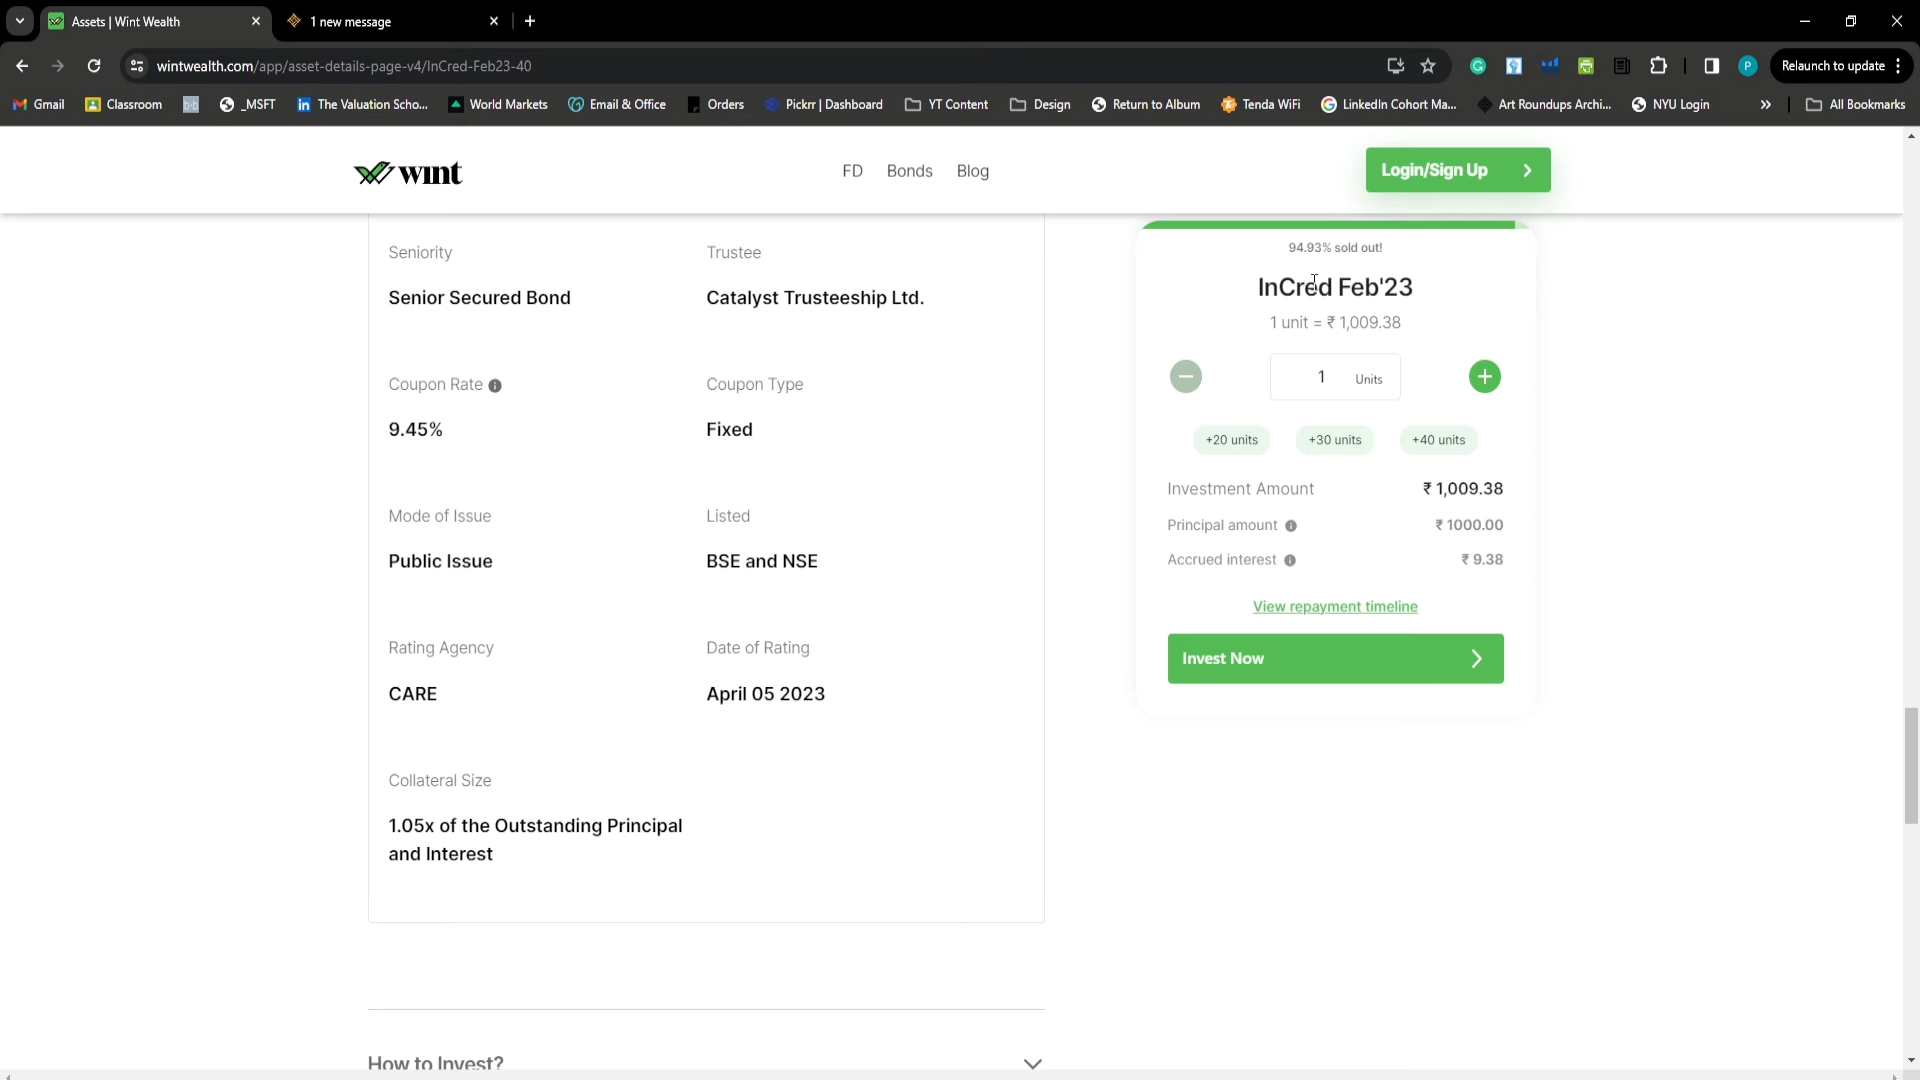 Assets | Wint Wealth
1 new message
wintwealth.com/app/asset-details-page-v4/InCred-Feb23-40
Relaunch to update
Gmail
Classroom
_MSFT
The Valuation Scho...
World Markets
Email & Office
Orders
Pickrr | Dashboard
YT Content
Design
Return to Album
Tenda WiFi
LinkedIn Cohort Ma...
Art Roundups Archi...
NYU Login
»
All Bookmarks
wint
FD
Bonds
Blog
Login/Sign Up
Seniority
Trustee
Senior Secured Bond
Catalyst Trusteeship Ltd.
Coupon Rate
Coupon Type
9.45%
Fixed
Mode of Issue
Listed
Public Issue
BSE and NSE
Rating Agency
Date of Rating
CARE
April 05 2023
Collateral Size
1.05x of the Outstanding Principal
and Interest
How to Invest?
94.93% sold out!
InCred Feb'23
1 unit = ₹ 1,009.38
1 Units
+20 units
+30 units
+40 units
Investment Amount
₹ 1,009.38
Principal amount
₹ 1000.00
Accrued interest
₹ 9.38
View repayment timeline
Invest Now